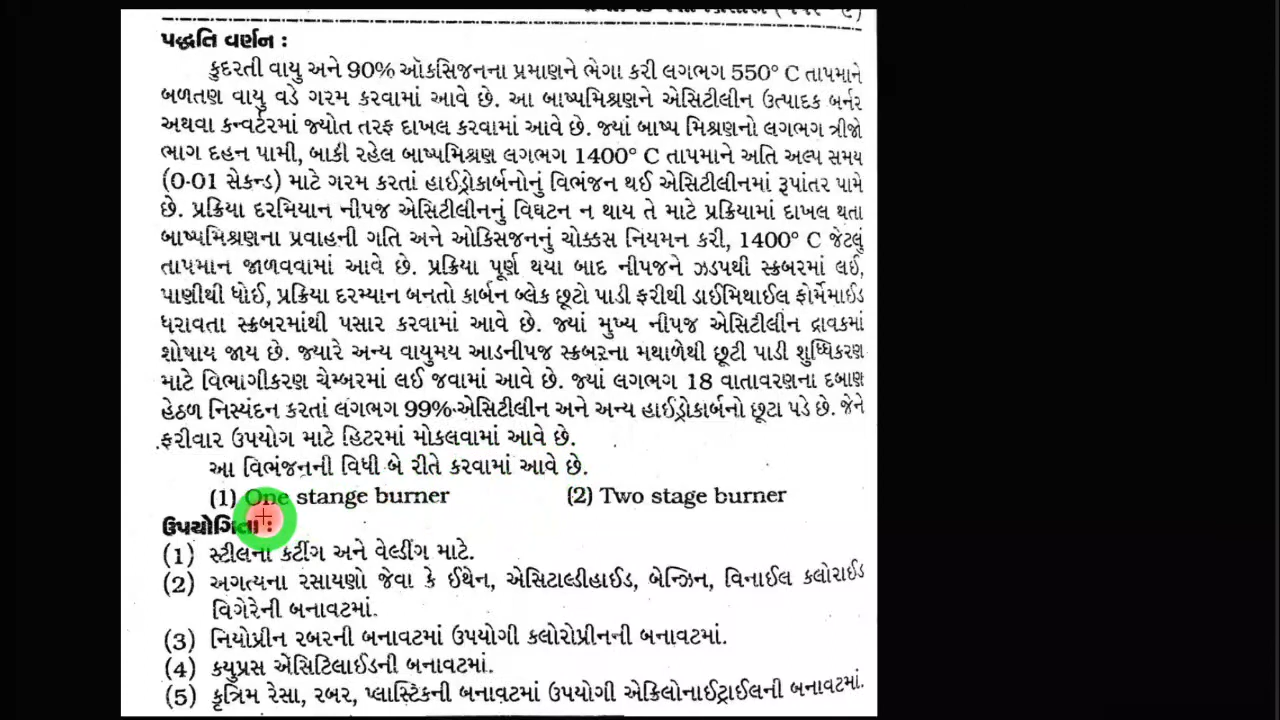 પદ્ધતિ વર્ણન :
કુદરતી વાયુ અને 90% ઑકસિજનના પ્રમાણને ભેગા કરી લગભગ 550° C તાપમાને
બળતણ વાયુ વડે ગરમ કરવામાં આવે છે. આ બાષ્પમિશ્રણને એસિટીલીન ઉત્પાદક બર્નર
અથવા કન્વર્ટરમાં જ્યોત તરફ દાખલ કરવામાં આવે છે. જ્યાં બાષ્પ મિશ્રણનો લગભગ ત્રીજો
ભાગ દહન પામી, બાકી રહેલ બાષ્પમિશ્રણ લગભગ 1400° C તાપમાને અતિ અલ્પ સમય
(0·01 સેકન્ડ) માટે ગરમ કરતાં હાઈડ્રોકાર્બનોનું વિભંજન થઈ એસિટીલીનમાં રૂપાંતર પામે
છે. પ્રક્રિયા દરમિયાન નીપજ એસિટીલીનનું વિઘટન ન થાય તે માટે પ્રક્રિયામાં દાખલ થતા
બાષ્પમિશ્રણના પ્રવાહની ગતિ અને ઓકિસજનનું ચોક્કસ નિયમન કરી, 1400° C જેટલું
તાપમાન જાળવવામાં આવે છે. પ્રક્રિયા પૂર્ણ થયા બાદ નીપજને ઝડપથી સ્ક્રબરમાં લઈ,
પાણીથી ધોઈ, પ્રક્રિયા દરમ્યાન બનતો કાર્બન બ્લેક છૂટો પાડી ફરીથી ડાઈમિથાઈલ ફોર્મેમાઈડ
ધરાવતા સ્ક્રબરમાંથી પસાર કરવામાં આવે છે. જ્યાં મુખ્ય નીપજ એસિટીલીન દ્રાવકમાં
શોષાય જાય છે. જ્યારે અન્ય વાયુમય આડનીપજ સ્ક્રબરના મથાળેથી છૂટી પાડી શુધ્ધિકરણ
માટે વિભાગીકરણ ચેમ્બરમાં લઈ જવામાં આવે છે. જ્યાં લગભગ 18 વાતાવરણના દબાણ
હેઠળ નિસ્યંદન કરતાં લગભગ 99% એસિટીલીન અને અન્ય હાઈડ્રોકાર્બનો છૂટા પડે છે. જેને
ફરીવાર ઉપયોગ માટે હિટરમાં મોકલવામાં આવે છે.
આ વિભંજનની વિધી બે રીતે કરવામાં આવે છે.
(1) One stange burner (2) Two stage burner
ઉપયોગિતા :
(1) સ્ટીલના કટીંગ અને વેલ્ડીંગ માટે.
(2) અગત્યના રસાયણો જેવા કે ઈથેન, એસિટાલ્ડીહાઈડ, બેન્ઝિન, વિનાઈલ કલોરાઈડ
વિગેરેની બનાવટમાં.
(3) નિયોપ્રીન રબરની બનાવટમાં ઉપયોગી કલોરોપ્રીનની બનાવટમાં.
(4) કયુપ્રસ એસિટિલાઈડની બનાવટમાં.
(5) કૃત્રિમ રેસા, રબર, પ્લાસ્ટિકની બનાવટમાં ઉપયોગી એક્રિલોનાઈટ્રાઈલની બનાવટમાં.